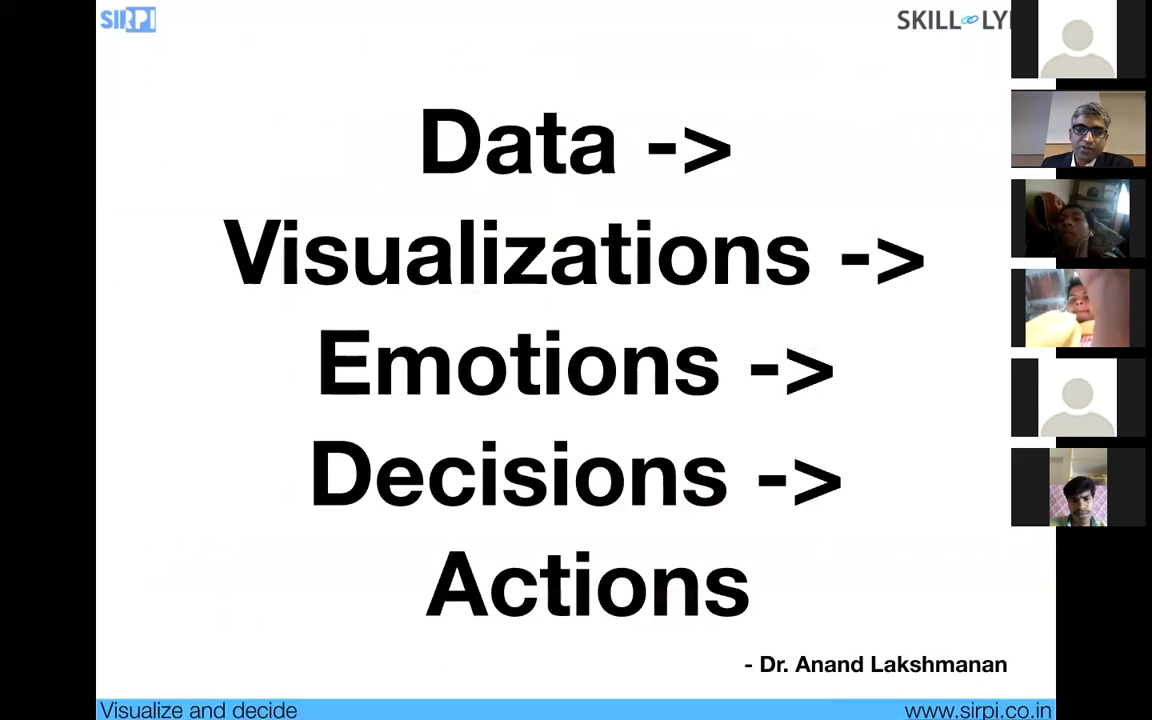 SIRPI
SKILL LY
Data ->
Visualizations ->
Emotions ->
Decisions ->
Actions
- Dr. Anand Lakshmanan
Visualize and decide
www.sirpi.co.in